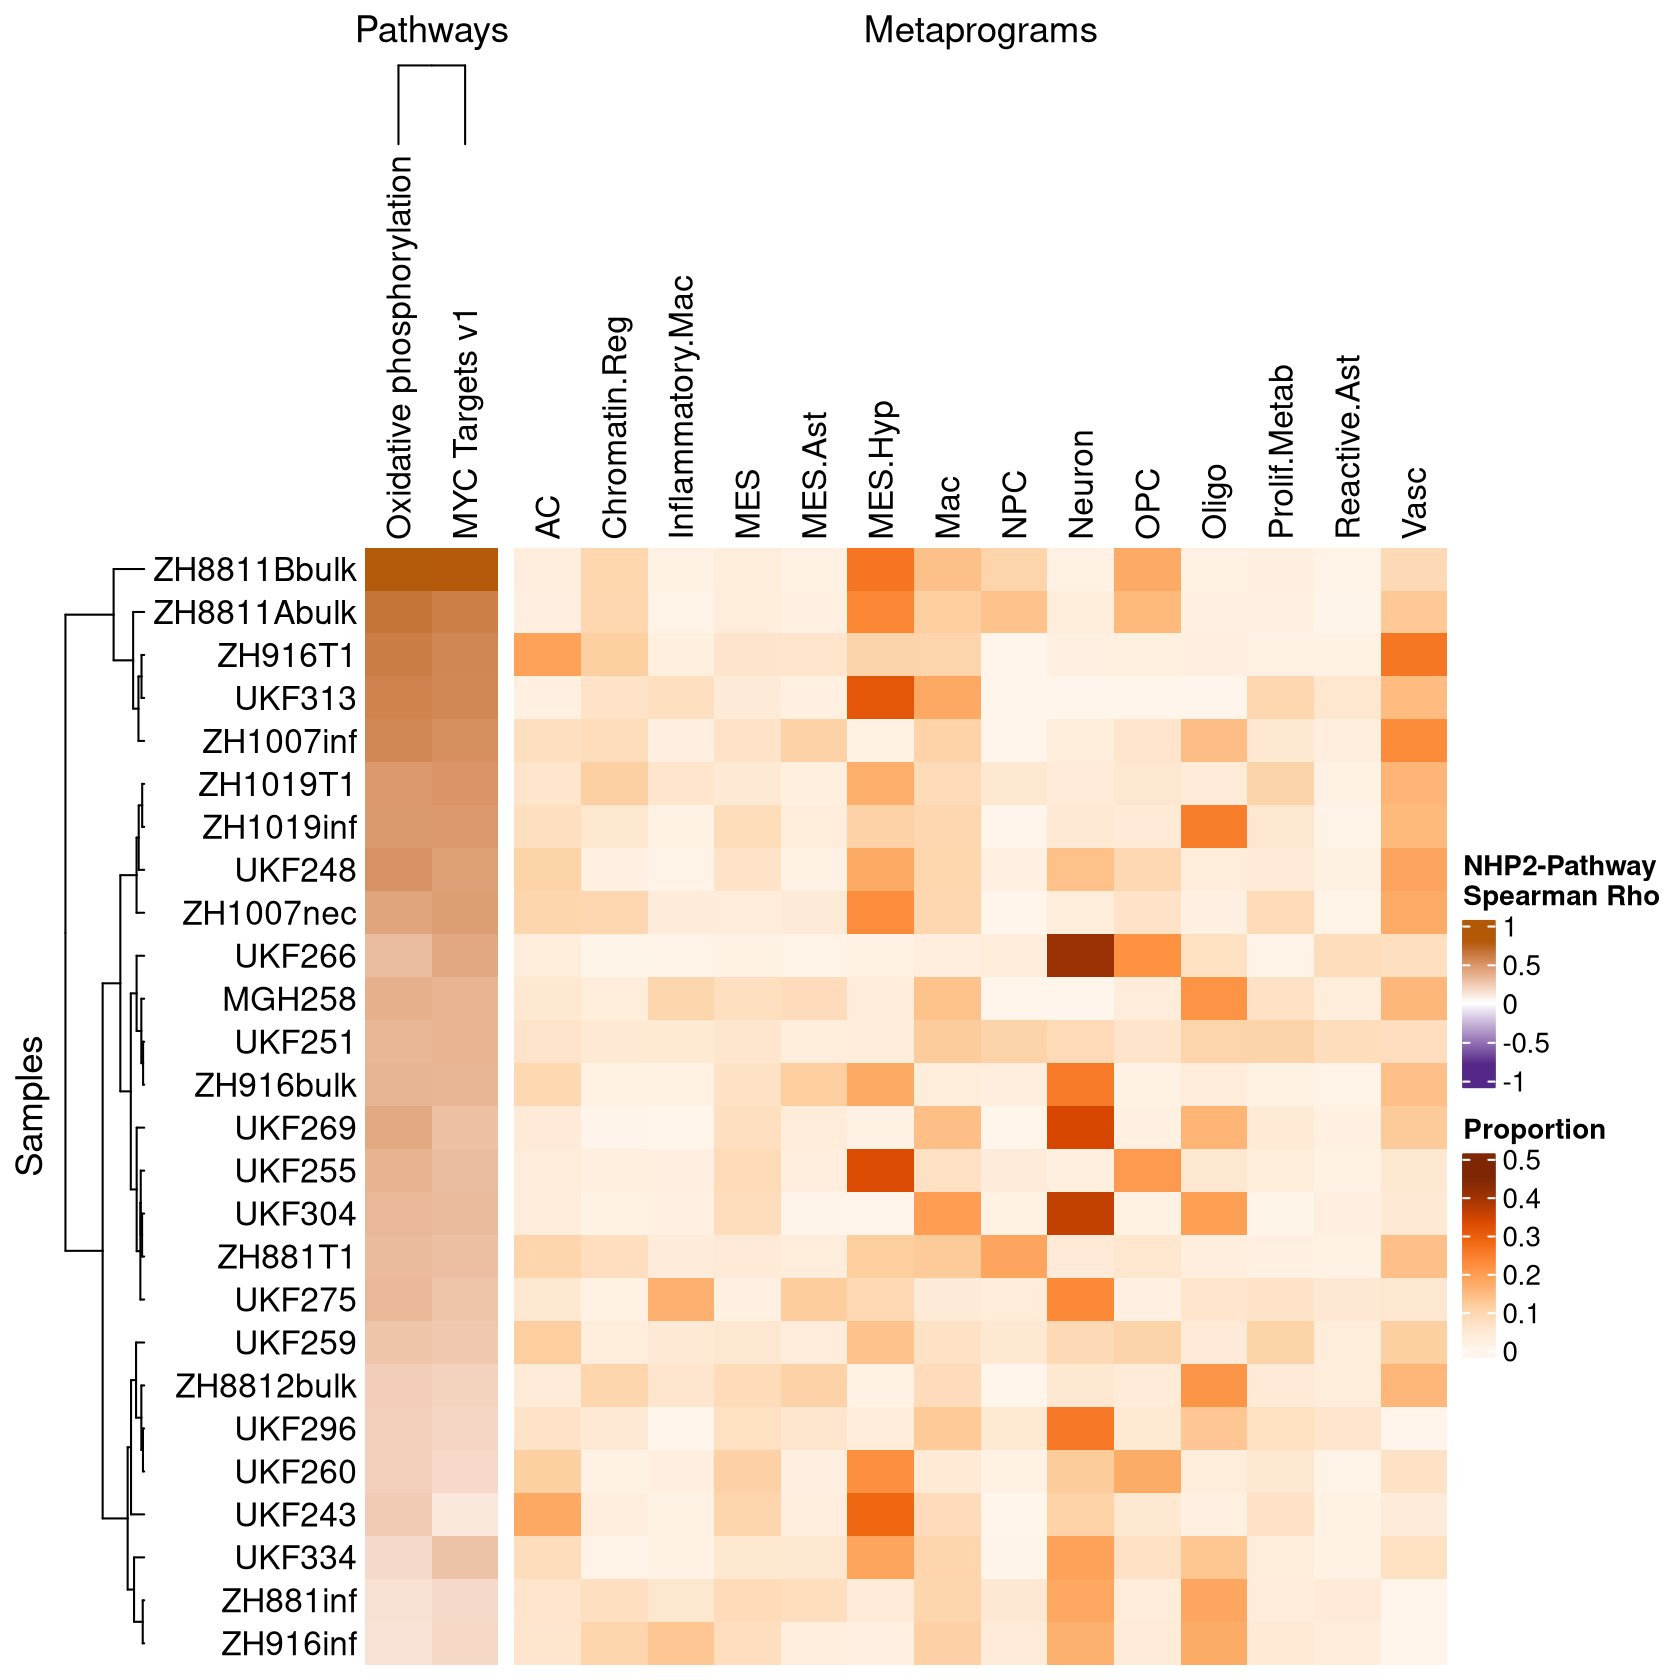 Pathways
Metaprograms
Oxidative phosphorylation
MYC Targets v1
AC
Chromatin.Reg
Inflammatory.Mac
MES
MES.Ast
MES.Hyp
Mac
NPC
Neuron
OPC
Oligo
Prolif.Metab
Reactive.Ast
Vasc
Samples
ZH8811Bbulk
ZH8811Abulk
ZH916T1
UKF313
ZH1007inf
ZH1019T1
ZH1019inf
UKF248
ZH1007nec
UKF266
MGH258
UKF251
ZH916bulk
UKF269
UKF255
UKF304
ZH881T1
UKF275
UKF259
ZH8812bulk
UKF296
UKF260
UKF243
UKF334
ZH881inf
ZH916inf
NHP2-Pathway
Spearman Rho
1
0.5
0
-0.5
-1
Proportion
0.5
0.4
0.3
0.2
0.1
0